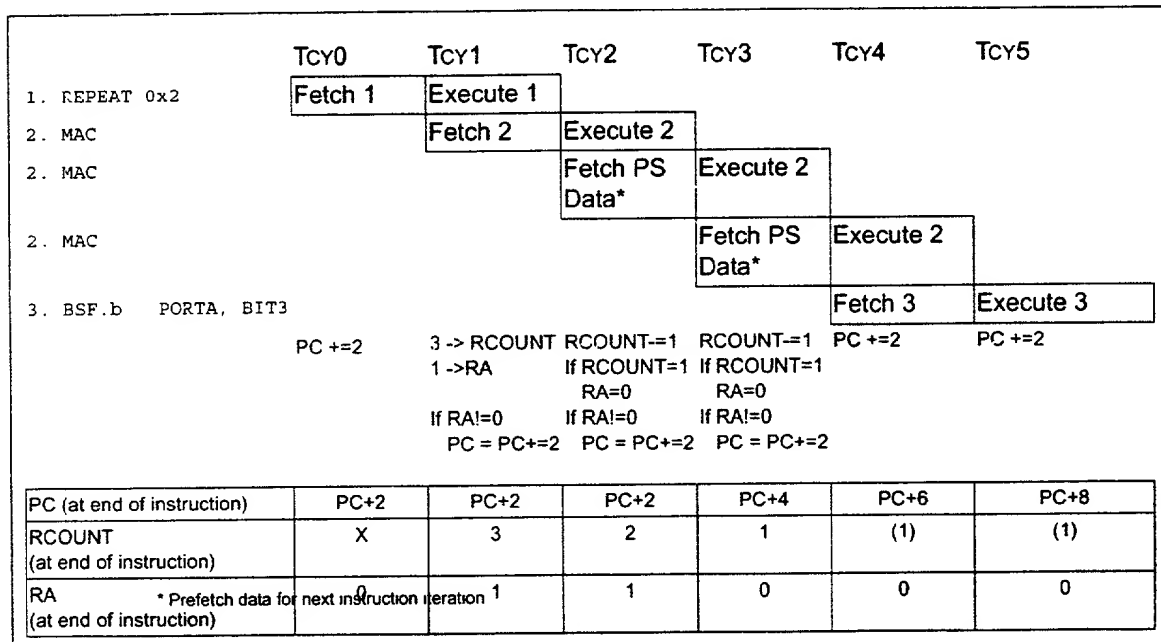 TCY0 TCY1 TCY2 TCY3 TCY4 TCY5
1. REPEAT 0x2 Fetch 1 Execute 1
2. MAC Fetch 2 Execute 2
2. MAC Fetch PS Data* Execute 2
2. MAC Fetch PS Data* Execute 2
3. BSF.b PORTA, BIT3 Fetch 3 Execute 3
PC +=2 3 -> RCOUNT RCOUNT-=1 RCOUNT-=1 PC +=2 PC +=2
1 ->RA If RCOUNT=1 If RCOUNT=1
RA=0 RA=0
If RA!=0 If RA!=0 If RA!=0
PC = PC+=2 PC = PC+=2 PC = PC+=2
PC (at end of instruction) PC+2 PC+2 PC+2 PC+4 PC+6 PC+8
RCOUNT X 3 2 1 (1) (1)
(at end of instruction)
RA 0 1 1 0 0 0
* Prefetch data for next instruction iteration
(at end of instruction)